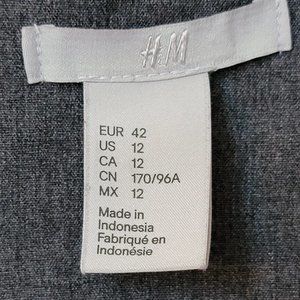 H&M
EUR 42
US 12
CA 12
CN 170/96A
MX 12
Made in
Indonesia
Fabriqué en
Indonésie